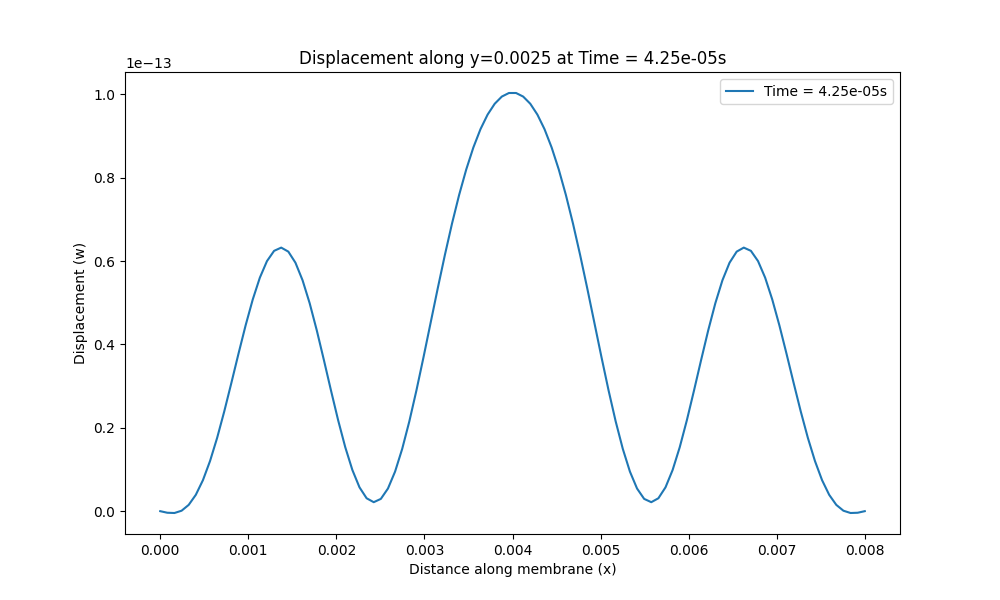 Displacement along y=0.0025 at Time = 4.25e-05s
1e−13
Time = 4.25e-05s
1.0
0.8
0.6
0.4
0.2
0.0
Displacement (w)
0.000 0.001 0.002 0.003 0.004 0.005 0.006 0.007 0.008
Distance along membrane (x)